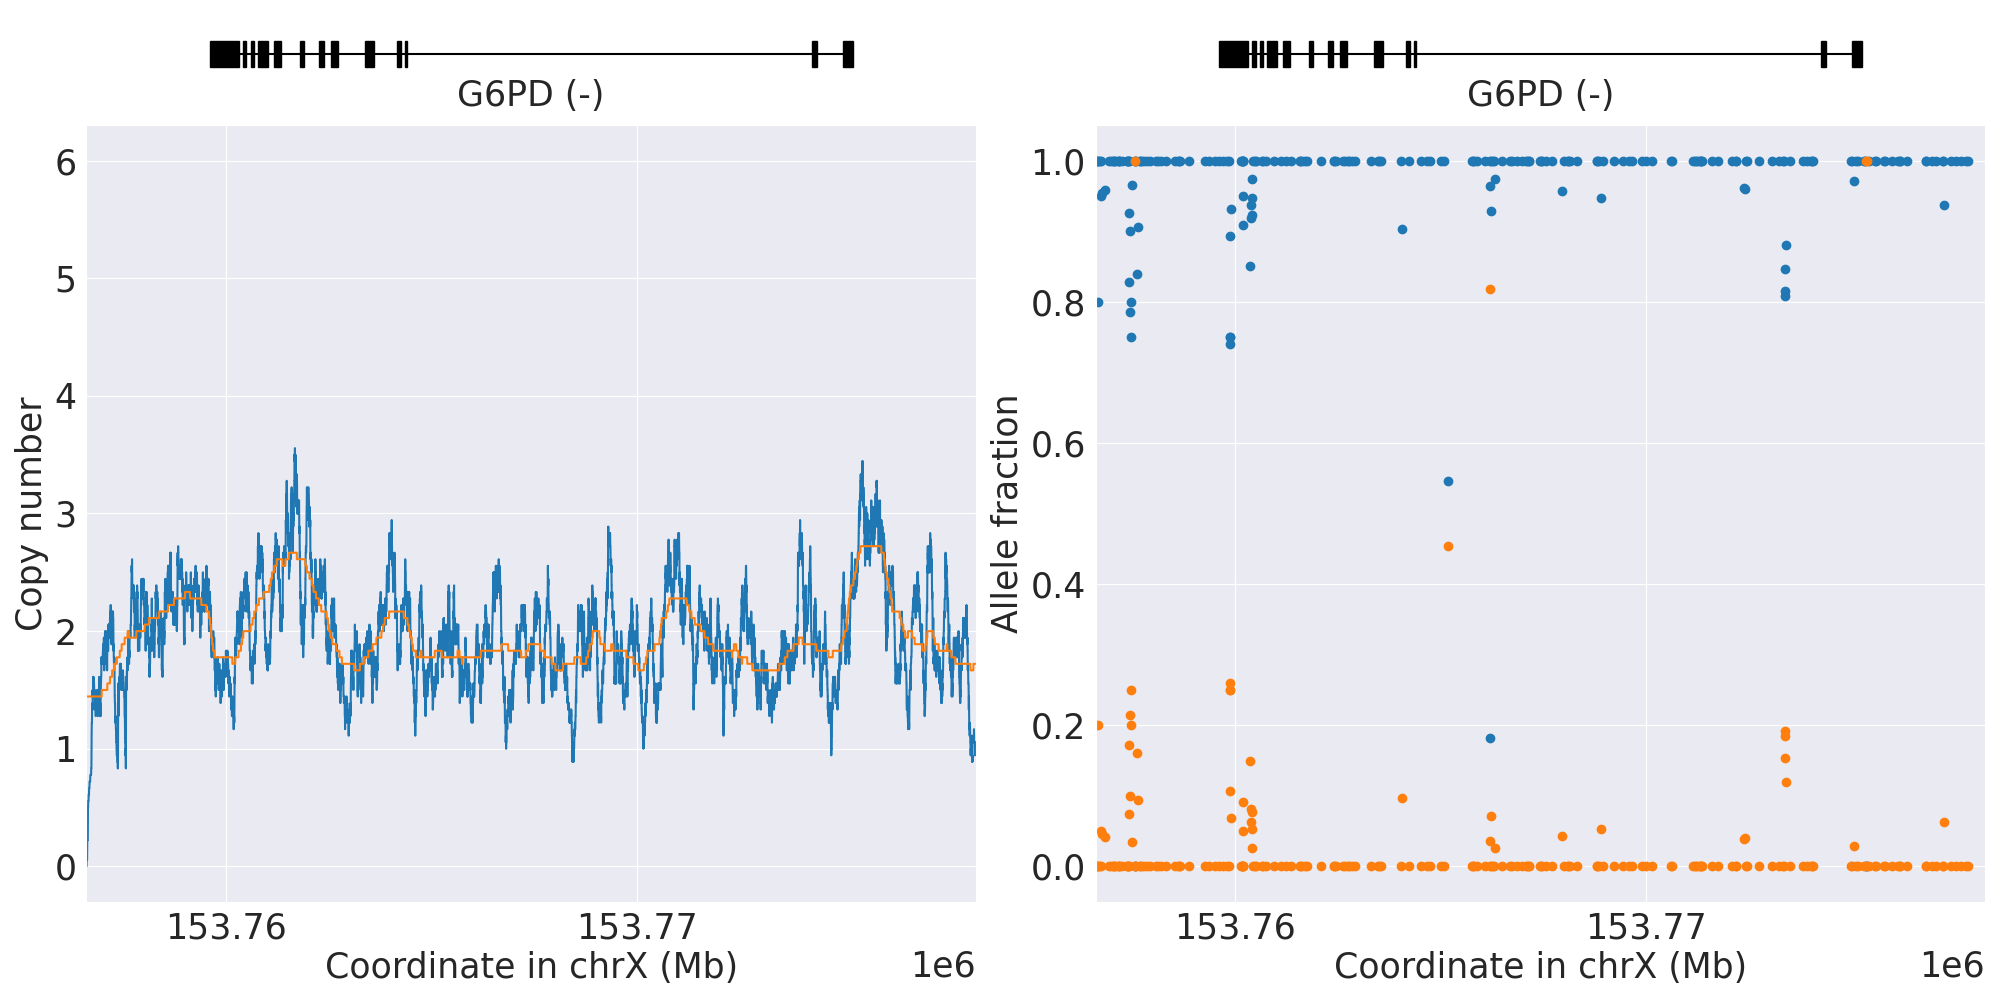 G6PD (-)
6
5
4
3
2
1
0
Copy number
153.76
153.77
Coordinate in chrX (Mb)
1e6
G6PD (-)
1.0
0.8
0.6
0.4
0.2
0.0
Allele fraction
153.76
153.77
Coordinate in chrX (Mb)
1e6